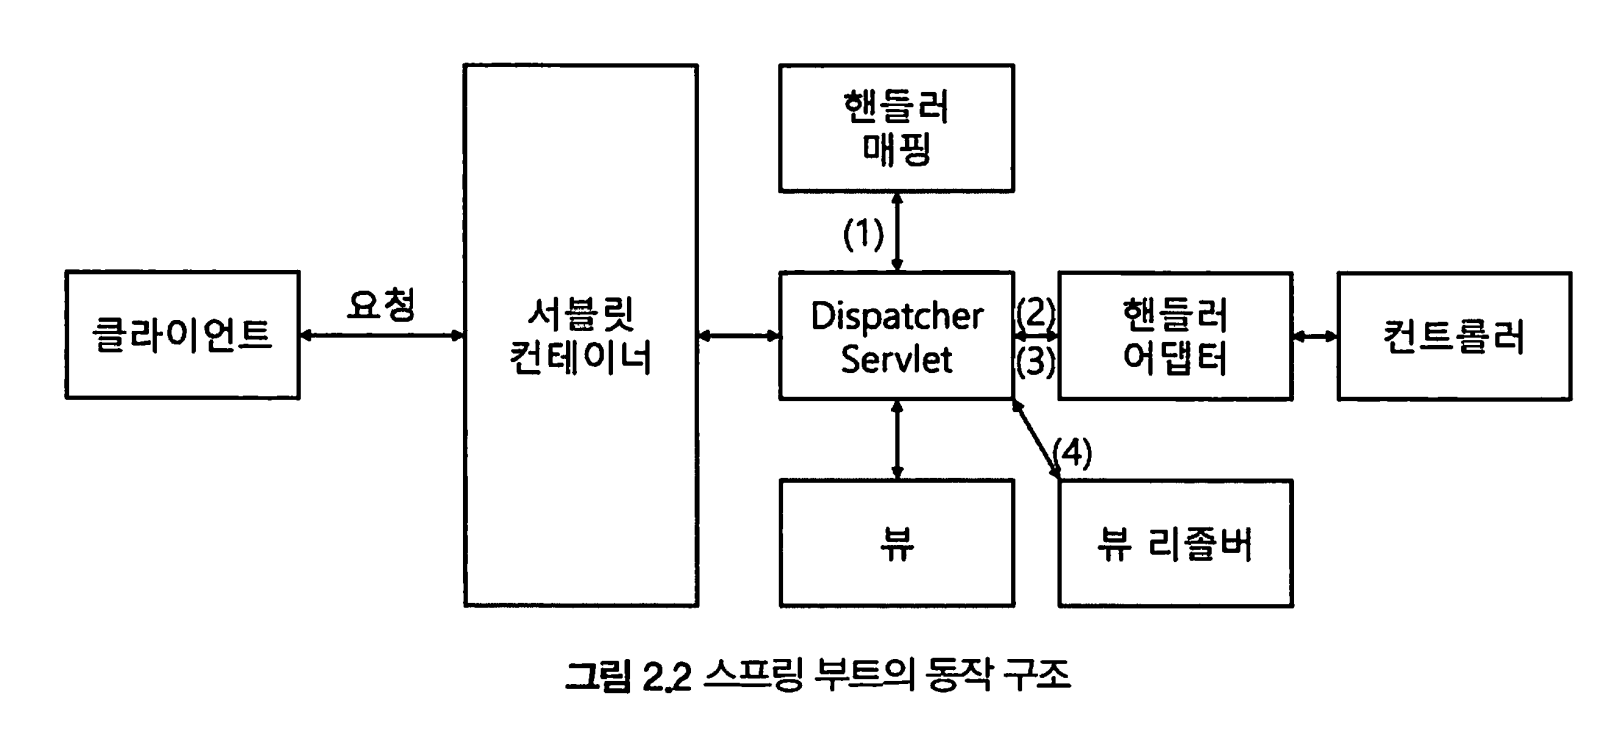 핸들러
매핑
(1)
클라이언트
요청
서블릿
컨테이너
Dispatcher
Servlet
(2)
(3)
핸들러
어댑터
컨트롤러
(4)
뷰
뷰 리졸버
그림 2.2 스프링 부트의 동작 구조